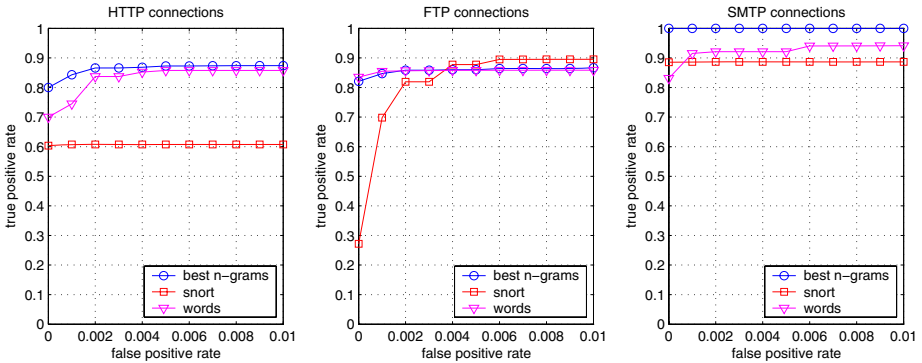 HTTP connections
true positive rate
1
0.9
0.8
0.7
0.6
0.5
0.4
0.3
0.2
0.1
0
best n−grams
snort
words
0 0.002 0.004 0.006 0.008 0.01
false positive rate
FTP connections
true positive rate
1
0.9
0.8
0.7
0.6
0.5
0.4
0.3
0.2
0.1
0
best n−grams
snort
words
0 0.002 0.004 0.006 0.008 0.01
false positive rate
SMTP connections
true positive rate
1
0.9
0.8
0.7
0.6
0.5
0.4
0.3
0.2
0.1
0
best n−grams
snort
words
0 0.002 0.004 0.006 0.008 0.01
false positive rate